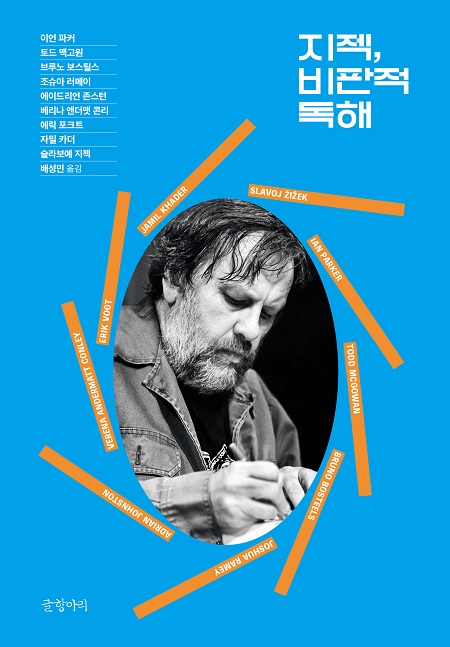 이언 파커
토드 맥고원
브루노 보스틸스
조슈아 러메이
에이드리언 존스턴
베리나 앤더맷 콘리
에릭 포크트
자밀 카더
슬라보예 지젝
배성민 옮김
지젝,
비판적
독해
SLAVOJ ŽIŽEK
IAN PARKER
TODD MCGOWAN
BRUNO BOSTEELS
JOSHUA RAMEY
ADRIAN JOHNSTON
VERENA ANDERMATT CONLEY
ERIK VOGT
JAMIL KHADER
글항아리